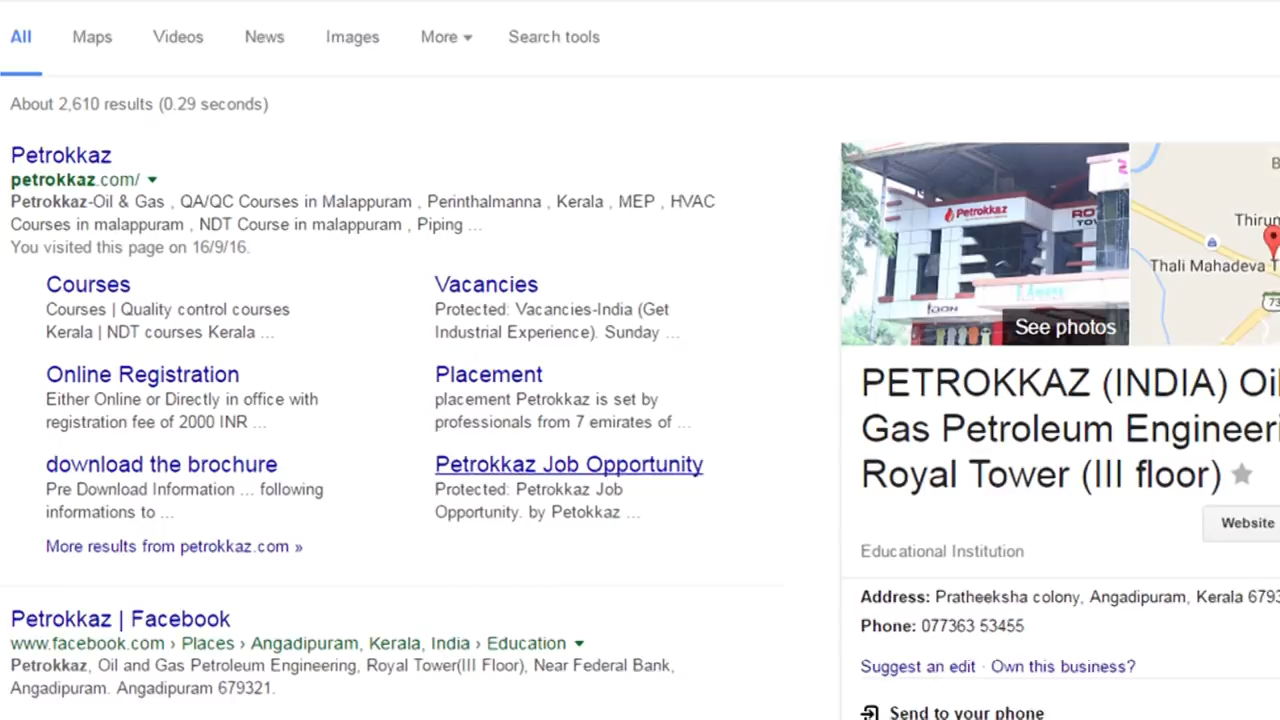 All Maps Videos News Images More Search tools
About 2,610 results (0.29 seconds)
Petrokkaz
petrokkaz.com/
Petrokkaz-Oil & Gas , QA/QC Courses in Malappuram , Perinthalmanna , Kerala , MEP , HVAC
Courses in malappuram , NDT Course in malappuram , Piping ...
You visited this page on 16/9/16.
Courses
Courses | Quality control courses
Kerala | NDT courses Kerala ...
Vacancies
Protected: Vacancies-India (Get
Industrial Experience). Sunday ...
Online Registration
Either Online or Directly in office with
registration fee of 2000 INR ...
Placement
placement Petrokkaz is set by
professionals from 7 emirates of ...
download the brochure
Pre Download Information ... following
informations to ...
Petrokkaz Job Opportunity
Protected: Petrokkaz Job
Opportunity. by Petokkaz ...
More results from petrokkaz.com »
Petrokkaz | Facebook
www.facebook.com › Places › Angadipuram, Kerala, India › Education
Petrokkaz, Oil and Gas Petroleum Engineering, Royal Tower(III Floor), Near Federal Bank,
Angadipuram. Angadipuram 679321.
Petrokkaz
See photos
Thirun
Thali Mahadeva T
73
PETROKKAZ (INDIA) Oil
Gas Petroleum Engineeri
Royal Tower (III floor)
Website
Educational Institution
Address: Pratheeksha colony, Angadipuram, Kerala 6793
Phone: 077363 53455
Suggest an edit · Own this business?
Send to your phone